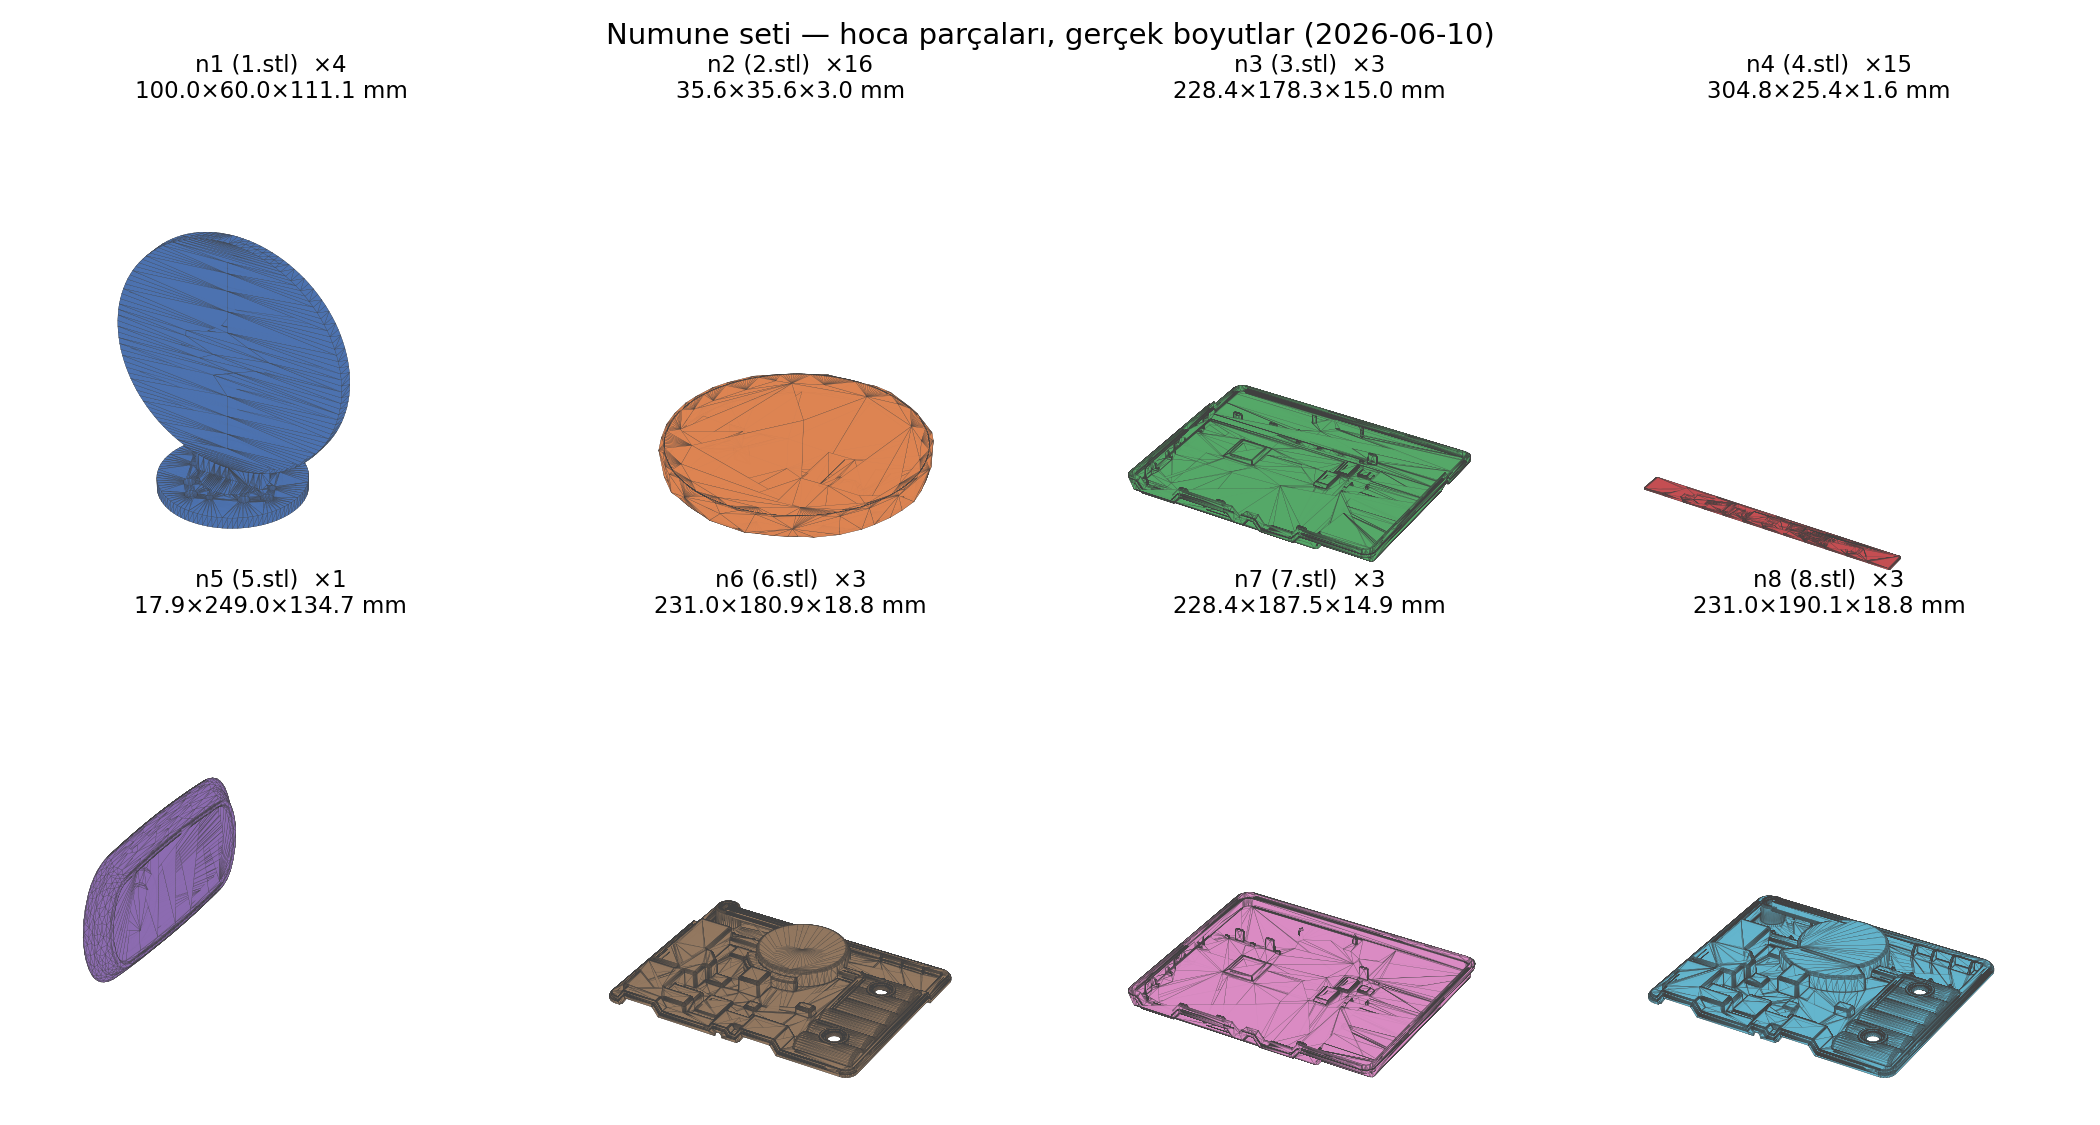 Numune seti — hoca parçaları, gerçek boyutlar (2026-06-10)
n1 (1.stl)  ×4
100.0×60.0×111.1 mm
n2 (2.stl)  ×16
35.6×35.6×3.0 mm
n3 (3.stl)  ×3
228.4×178.3×15.0 mm
n4 (4.stl)  ×15
304.8×25.4×1.6 mm
n5 (5.stl)  ×1
17.9×249.0×134.7 mm
n6 (6.stl)  ×3
231.0×180.9×18.8 mm
n7 (7.stl)  ×3
228.4×187.5×14.9 mm
n8 (8.stl)  ×3
231.0×190.1×18.8 mm